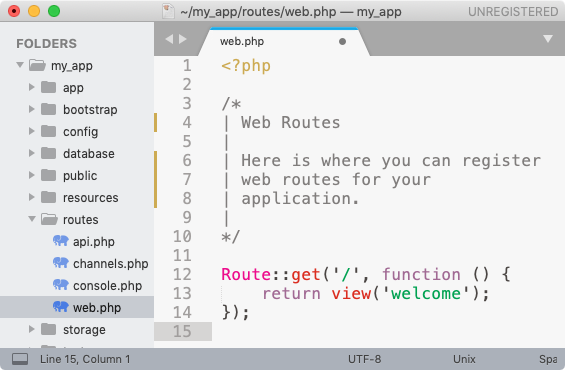 ~/my_app/routes/web.php — my_app
UNREGISTERED
FOLDERS
my_app
app
bootstrap
config
database
public
resources
routes
api.php
channels.php
console.php
web.php
storage
web.php
1 <?php
2
3 /*
4 | Web Routes
5 |
6 | Here is where you can register
7 | web routes for your
8 | application.
9 |
10 */
11
12 Route::get('/', function () {
13     return view('welcome');
14 });
15
Line 15, Column 1
UTF-8
Unix
Spa